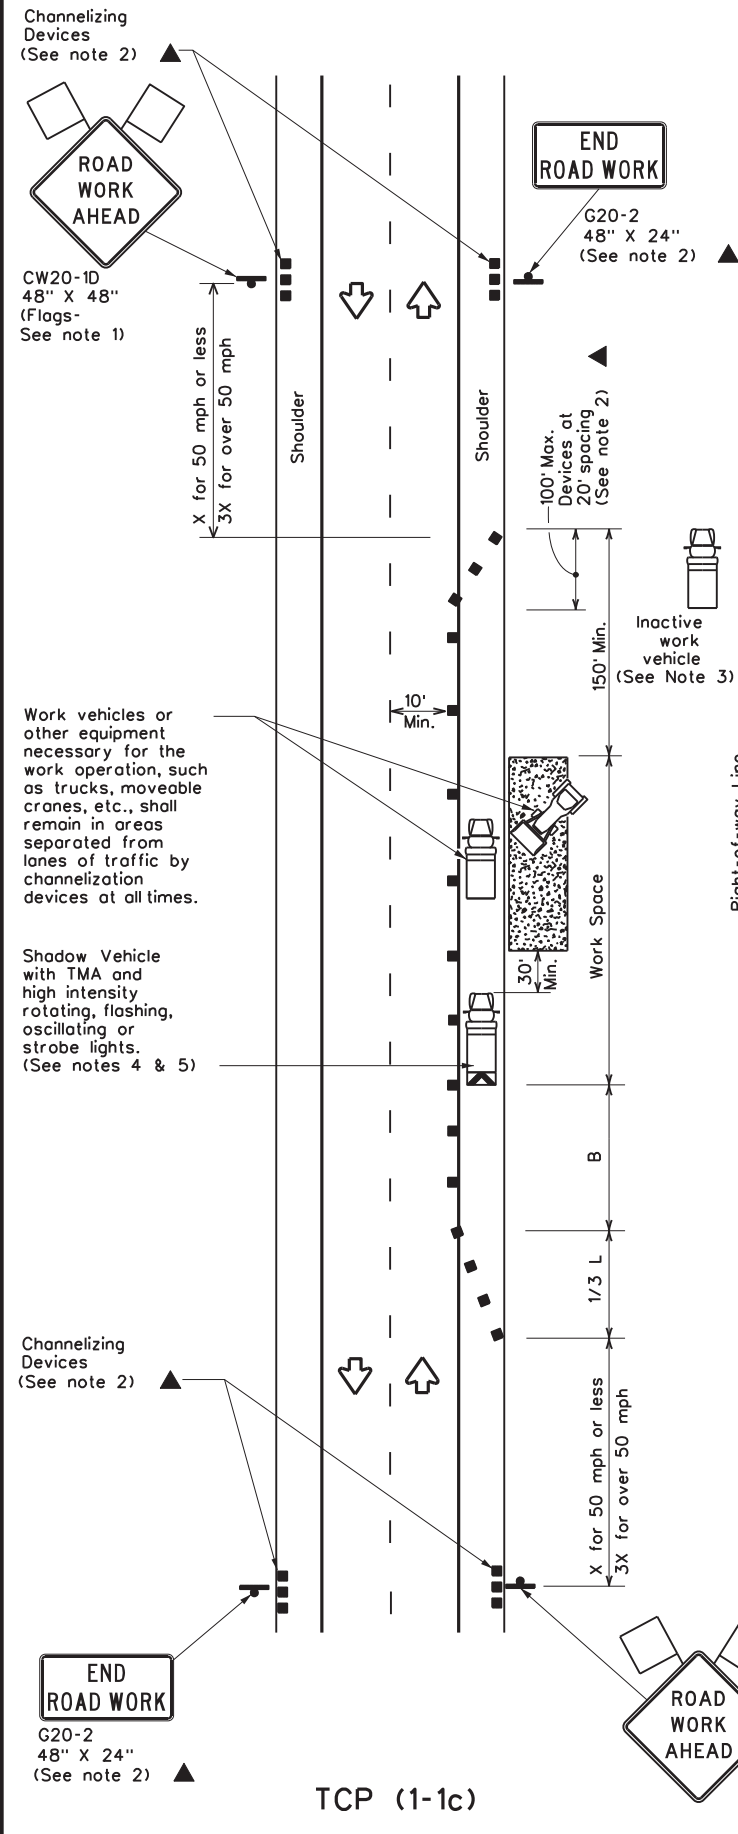 Channelizing
Devices
(See note 2)
ROAD
WORK
AHEAD
CW20-1D
48" X 48"
(Flags-
See note 1)
END
ROAD WORK
G20-2
48" X 24"
(See note 2)
X for 50 mph or less
3X for over 50 mph
Shoulder
Shoulder
100' Max.
Devices at
20' spacing
(See note 2)
Inactive
work
vehicle
(See Note 3)
150' Min.
10'
Min.
Work vehicles or
other equipment
necessary for the
work operation, such
as trucks, moveable
cranes, etc., shall
remain in areas
separated from
lanes of traffic by
channelization
devices at all times.
Right-of-way Line
Work Space
30'
Min.
Shadow Vehicle
with TMA and
high intensity
rotating, flashing,
oscillating or
strobe lights.
(See notes 4 & 5)
B
1/3 L
Channelizing
Devices
(See note 2)
X for 50 mph or less
3X for over 50 mph
END
ROAD WORK
G20-2
48" X 24"
(See note 2)
ROAD
WORK
AHEAD
TCP (1-1c)